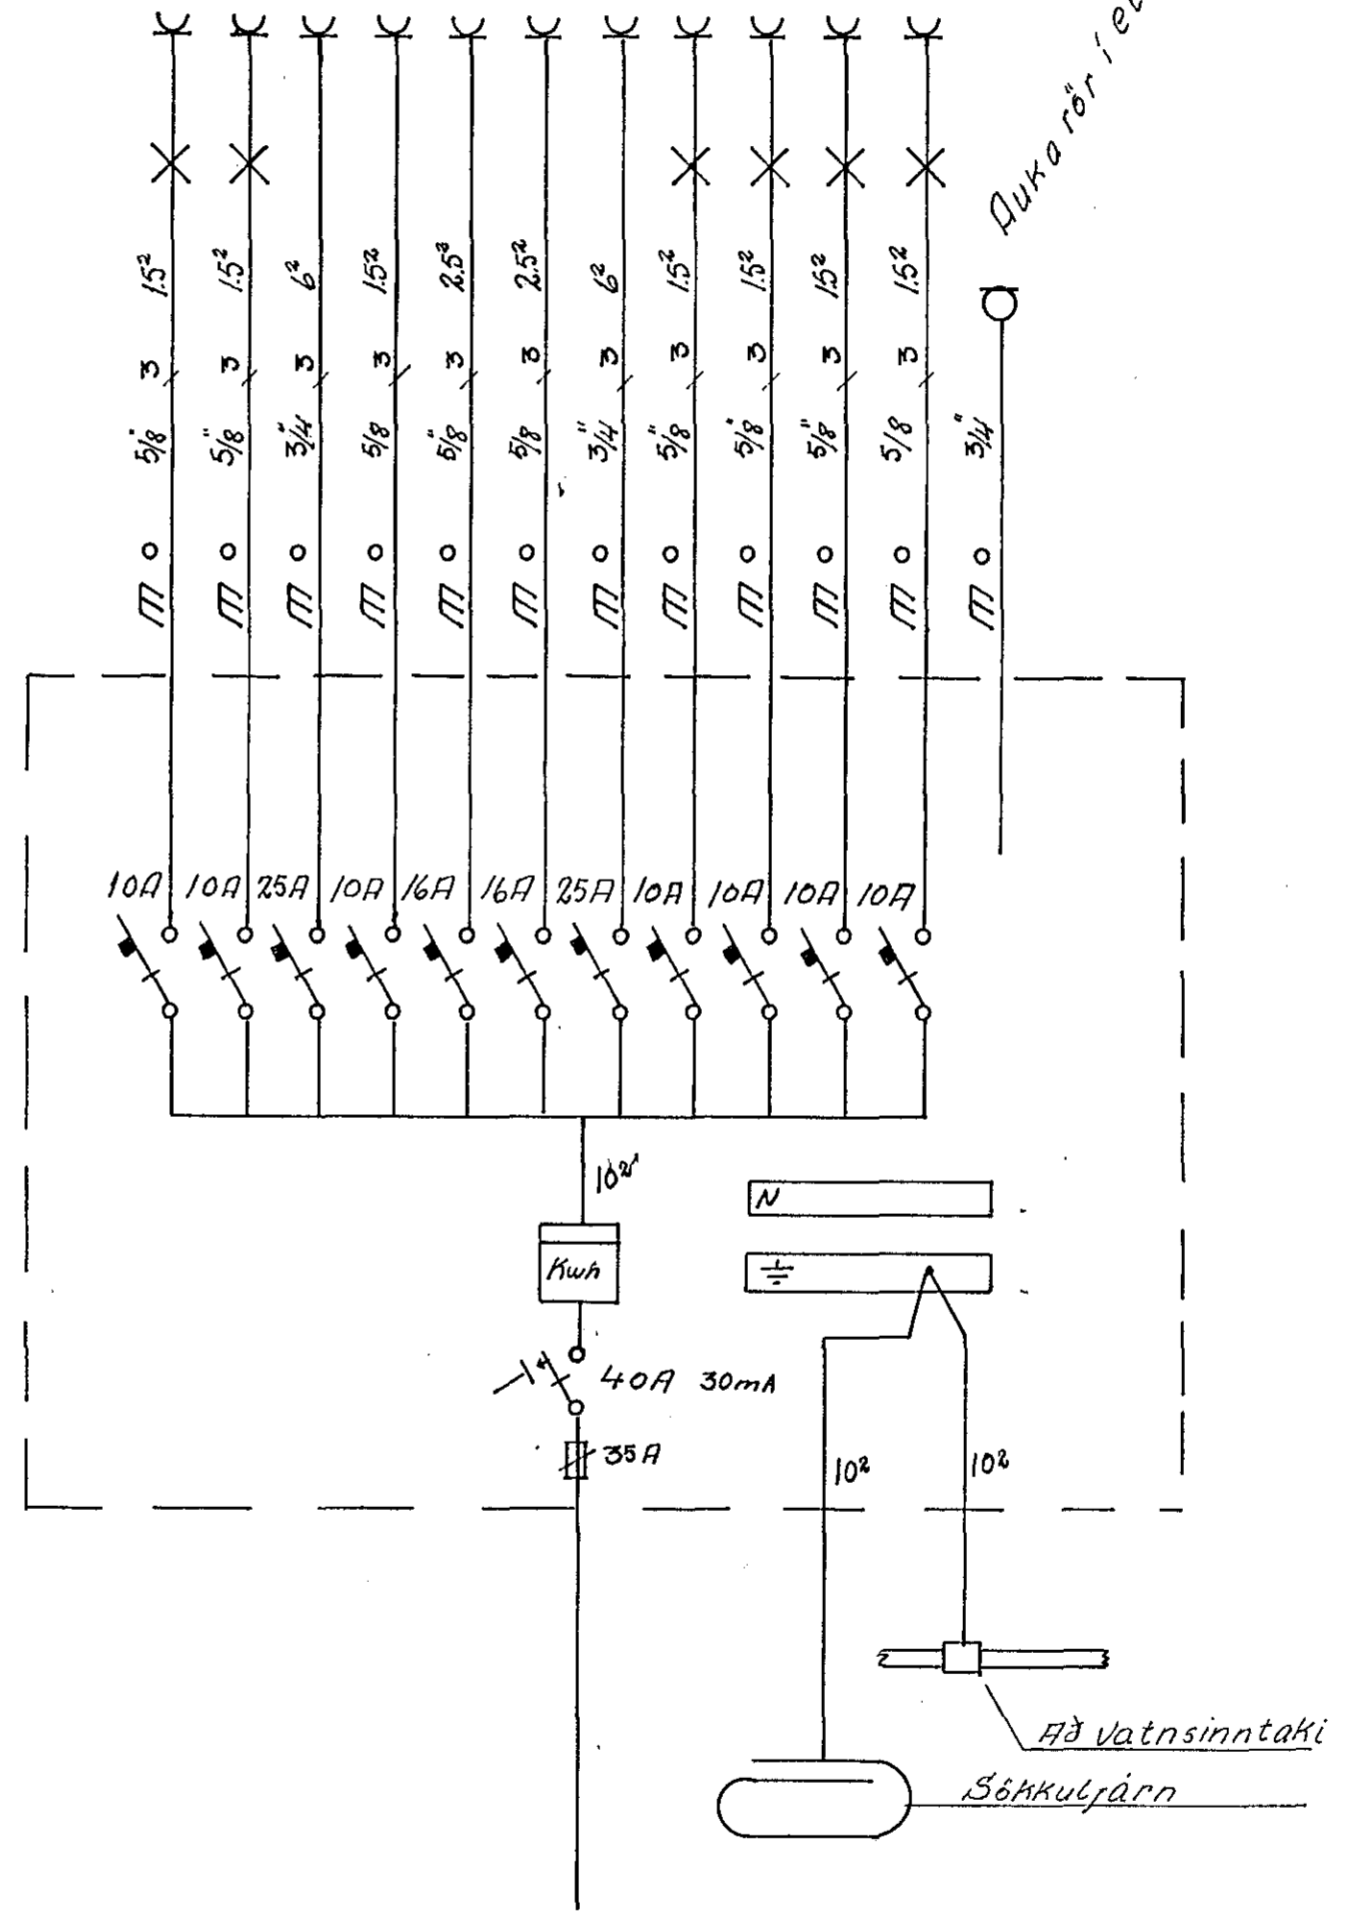 Auka rör í
1.5² 1.5² 6² 1.5² 2.5² 2.5² 6² 1.5² 1.5² 1.5² 1.5²
3 3 3 3 3 3 3 3 3 3 3
5/8" 5/8" 3/4" 5/8 5/8" 5/8 3/4" 5/8" 5/8" 5/8" 5/8 3/4"
m m m m m m m m m m m m
10A 10A 25A 10A 16A 16A 25A 10A 10A 10A 10A
10²
N
Kwh
40A 30mA
35A
10² 10²
Að vatnsinntaki
Sökkuljárn